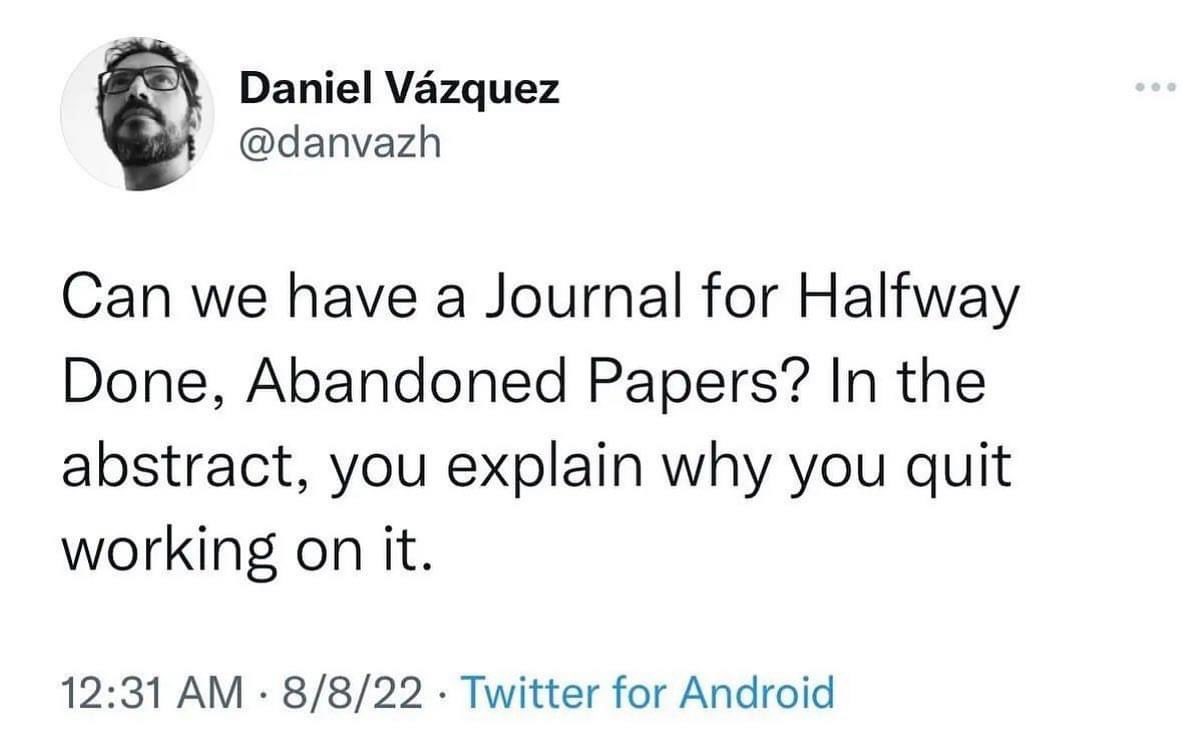 Daniel Vázquez
@danvazh
Can we have a Journal for Halfway
Done, Abandoned Papers? In the
abstract, you explain why you quit
working on it.
12:31 AM · 8/8/22 · Twitter for Android